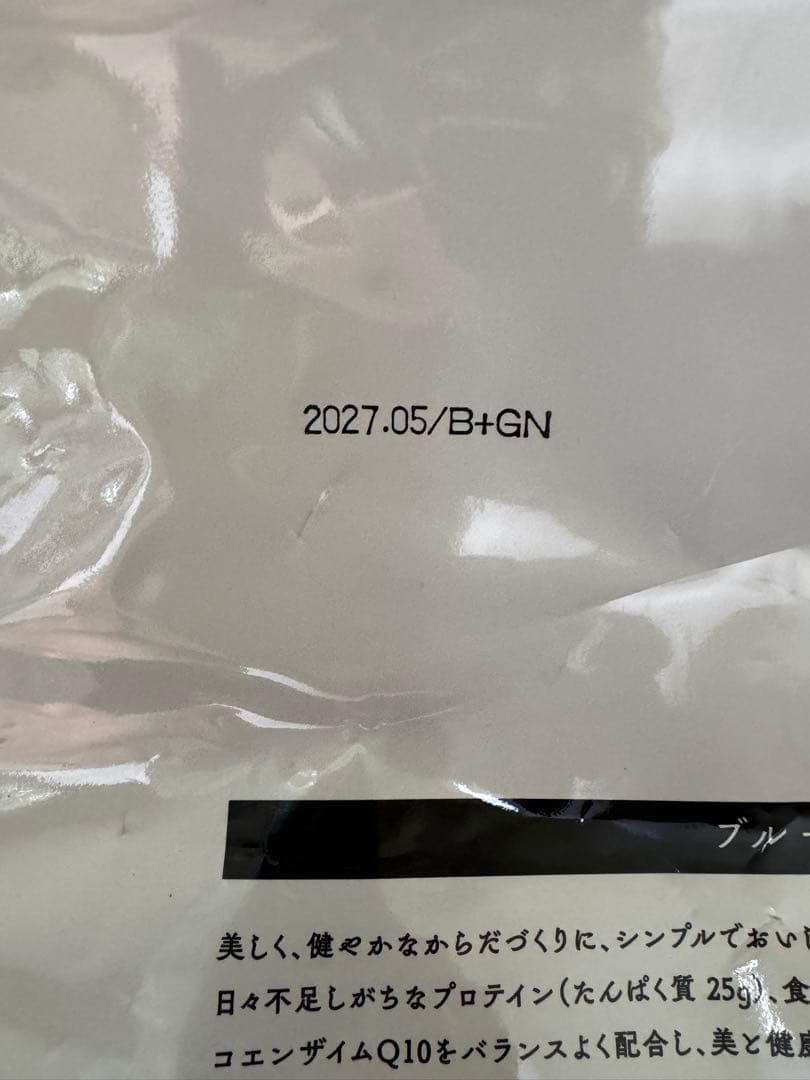 2027.05/B+GN
ブルー
美しく、健やかなからだづくりに、シンプルでおいし
日々不足しがちなプロテイン(たんぱく質 25g)、食
コエンザイムQ10をバランスよく配合し、美と健康